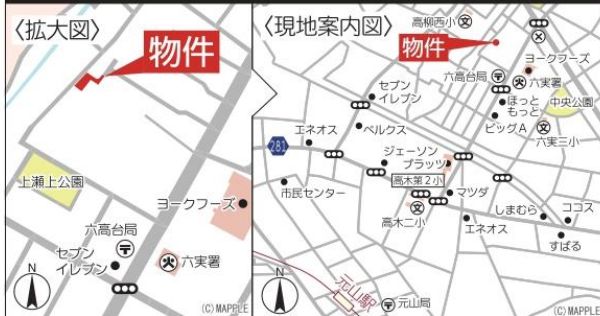 〈拡大図〉
物件
上瀬上公園
ヨークフーズ
六高台局
セブン
イレブン
火
六実署
N
(C)MAPPLE
〈現地案内図〉
高柳西小
文
物件
ヨークフーズ
六高台局
火
六実署
セブン
イレブン
ほっと
もっと
中央公園
ビッグA
文
六実三小
エネオス
ベルクス
281
ジェーソン
プラッツ
高木第2小
市民センター
マツダ
文
高木二小
しまむら
ココス
エネオス
すばる
元山駅
元山局
N
(C)MAPPLE